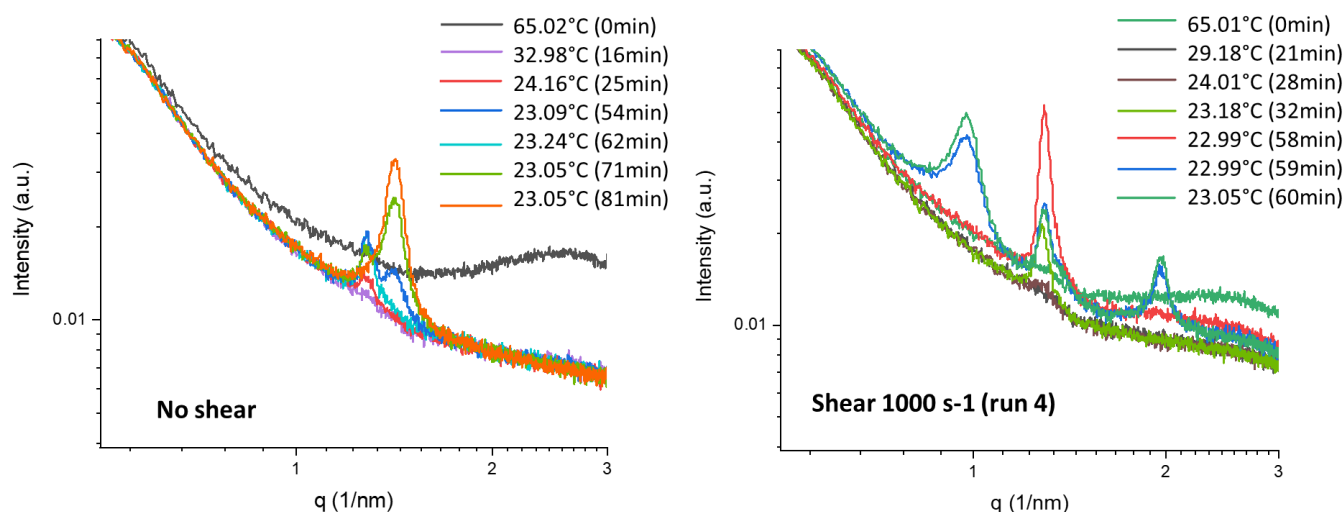 65.02°C (0min)
32.98°C (16min)
24.16°C (25min)
23.09°C (54min)
23.24°C (62min)
23.05°C (71min)
23.05°C (81min)
Intensity (a.u.)
0.01
No shear
1
2
3
q (1/nm)
65.01°C (0min)
29.18°C (21min)
24.01°C (28min)
23.18°C (32min)
22.99°C (58min)
22.99°C (59min)
23.05°C (60min)
Intensity (a.u.)
0.01
Shear 1000 s-1 (run 4)
1
2
3
q (1/nm)